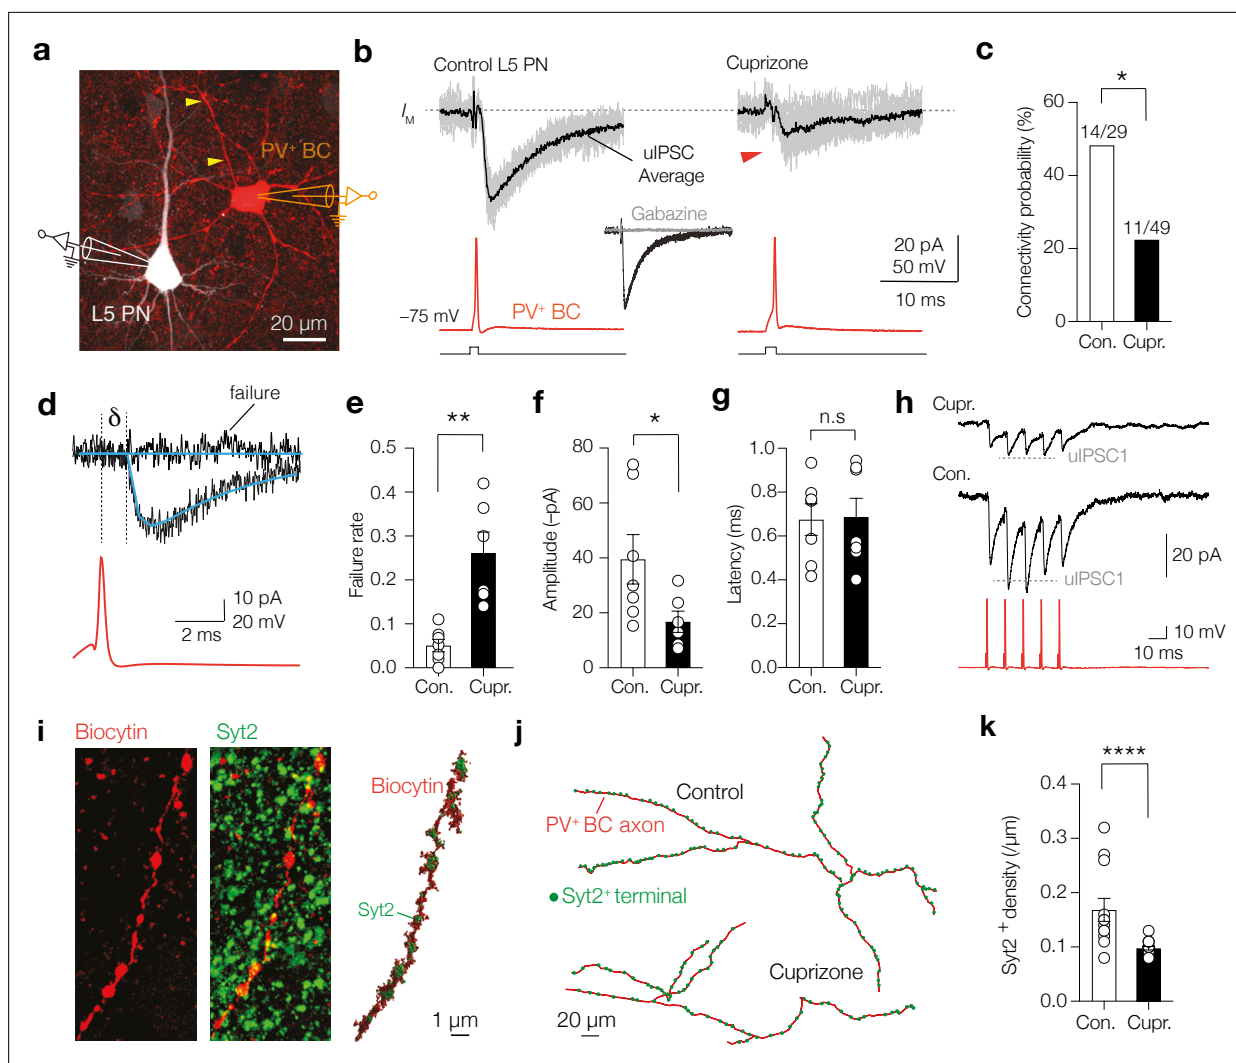 a
PV⁺ BC
L5 PN
20 µm
b
Control L5 PN
Cuprizone
I_M
uIPSC
Average
Gabazine
20 pA
50 mV
10 ms
−75 mV
PV⁺ BC
c
*
Connectivity probability (%)
60
40
20
0
14/29
11/49
Con. Cupr.
d
δ
failure
10 pA
20 mV
2 ms
e
**
Failure rate
0.5
0.4
0.3
0.2
0.1
0.0
Con. Cupr.
f
*
Amplitude (−pA)
80
60
40
20
0
Con. Cupr.
g
n.s
Latency (ms)
1.0
0.8
0.6
0.4
0.2
0.0
Con. Cupr.
h
Cupr.
uIPSC1
Con.
20 pA
uIPSC1
10 mV
10 ms
i
Biocytin
Syt2
Biocytin
Syt2
1 µm
j
Control
PV⁺ BC axon
Syt2⁺ terminal
Cuprizone
20 µm
k
****
Syt2⁺ density (/µm)
0.4
0.3
0.2
0.1
0.0
Con. Cupr.